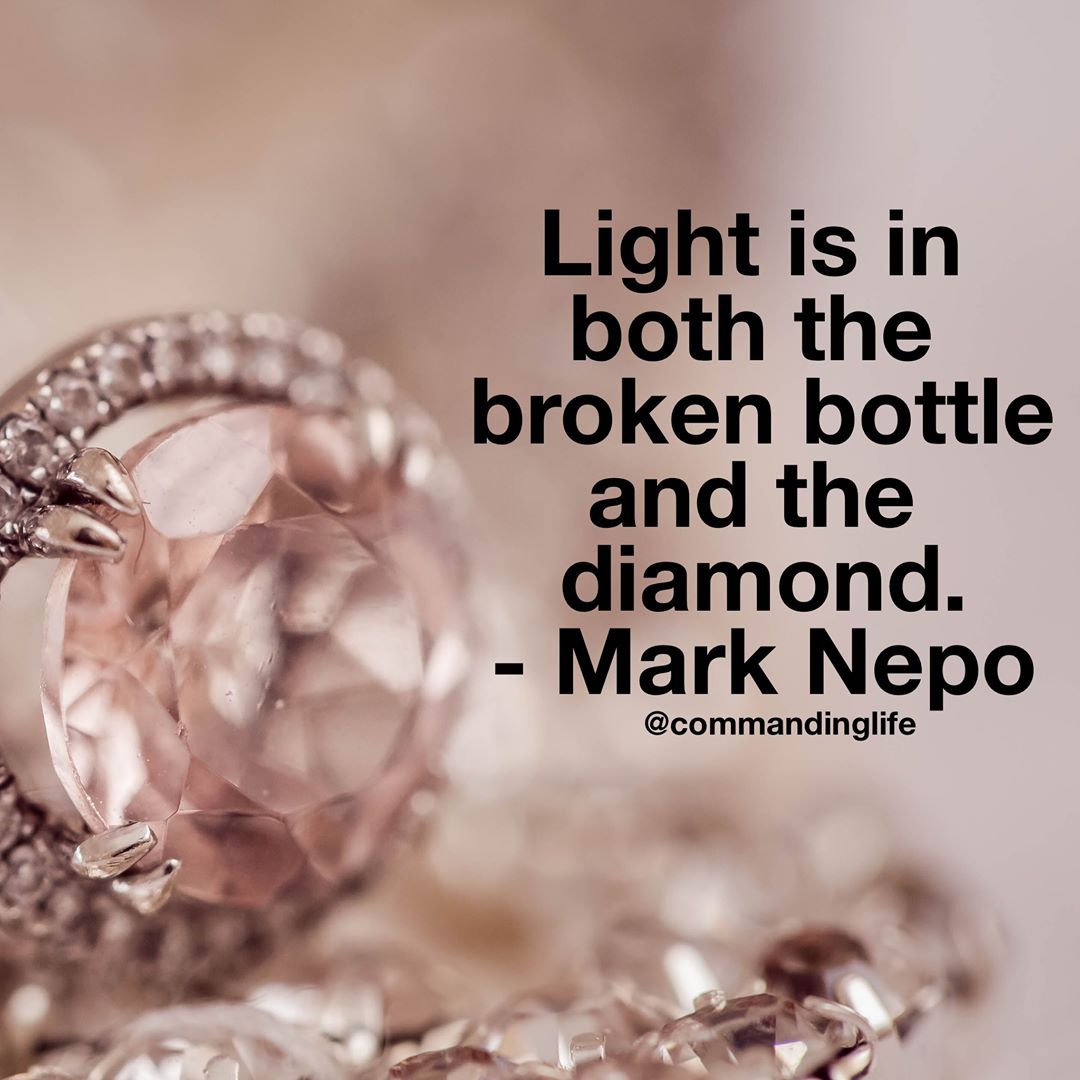 Light is in
both the
broken bottle
and the
diamond.
- Mark Nepo
@commandinglife